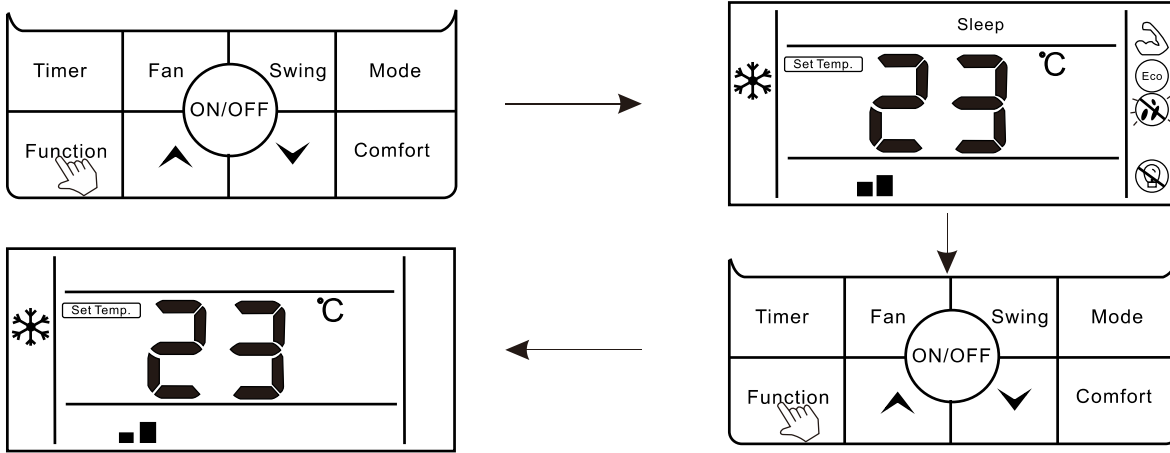 Timer
Fan
Swing
Mode
ON/OFF
Function
Comfort
Sleep
Set Temp.
23
°C
Eco
Set Temp.
23
°C
Timer
Fan
Swing
Mode
ON/OFF
Function
Comfort